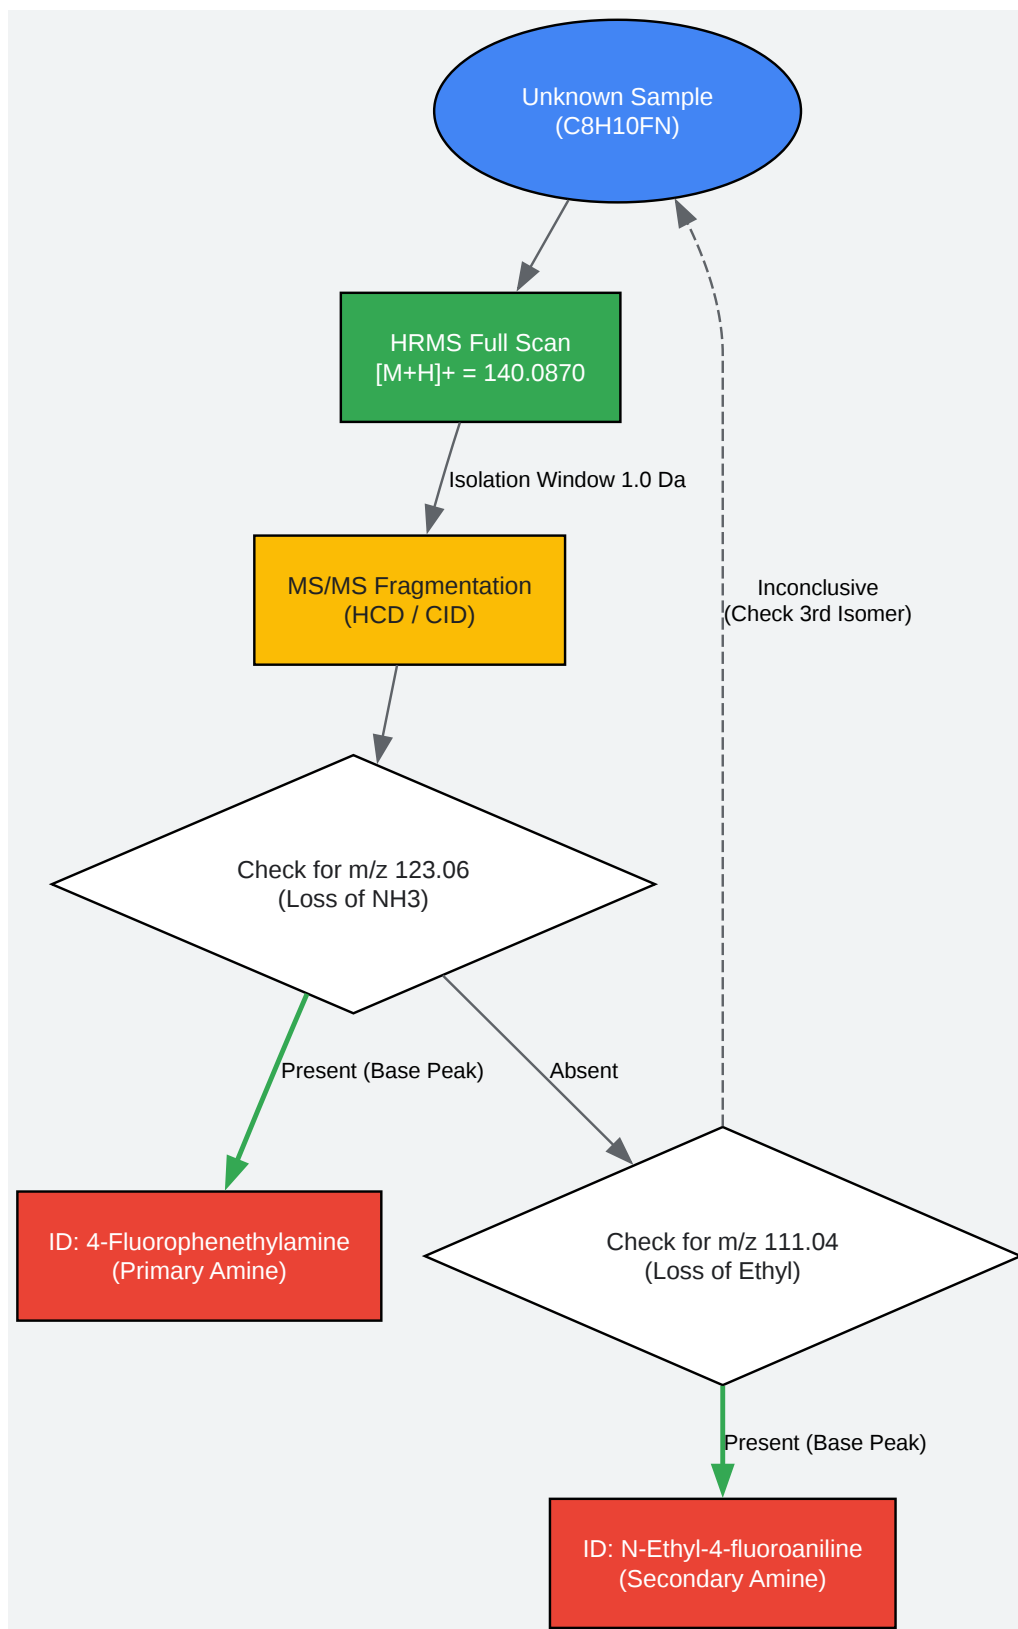 Unknown Sample
(C8H10FN)
HRMS Full Scan
[M+H]+ = 140.0870
Isolation Window 1.0 Da
MS/MS Fragmentation
(HCD / CID)
Inconclusive
(Check 3rd Isomer)
Check for m/z 123.06
(Loss of NH3)
Present (Base Peak)
Absent
ID: 4-Fluorophenethylamine
(Primary Amine)
Check for m/z 111.04
(Loss of Ethyl)
Present (Base Peak)
ID: N-Ethyl-4-fluoroaniline
(Secondary Amine)